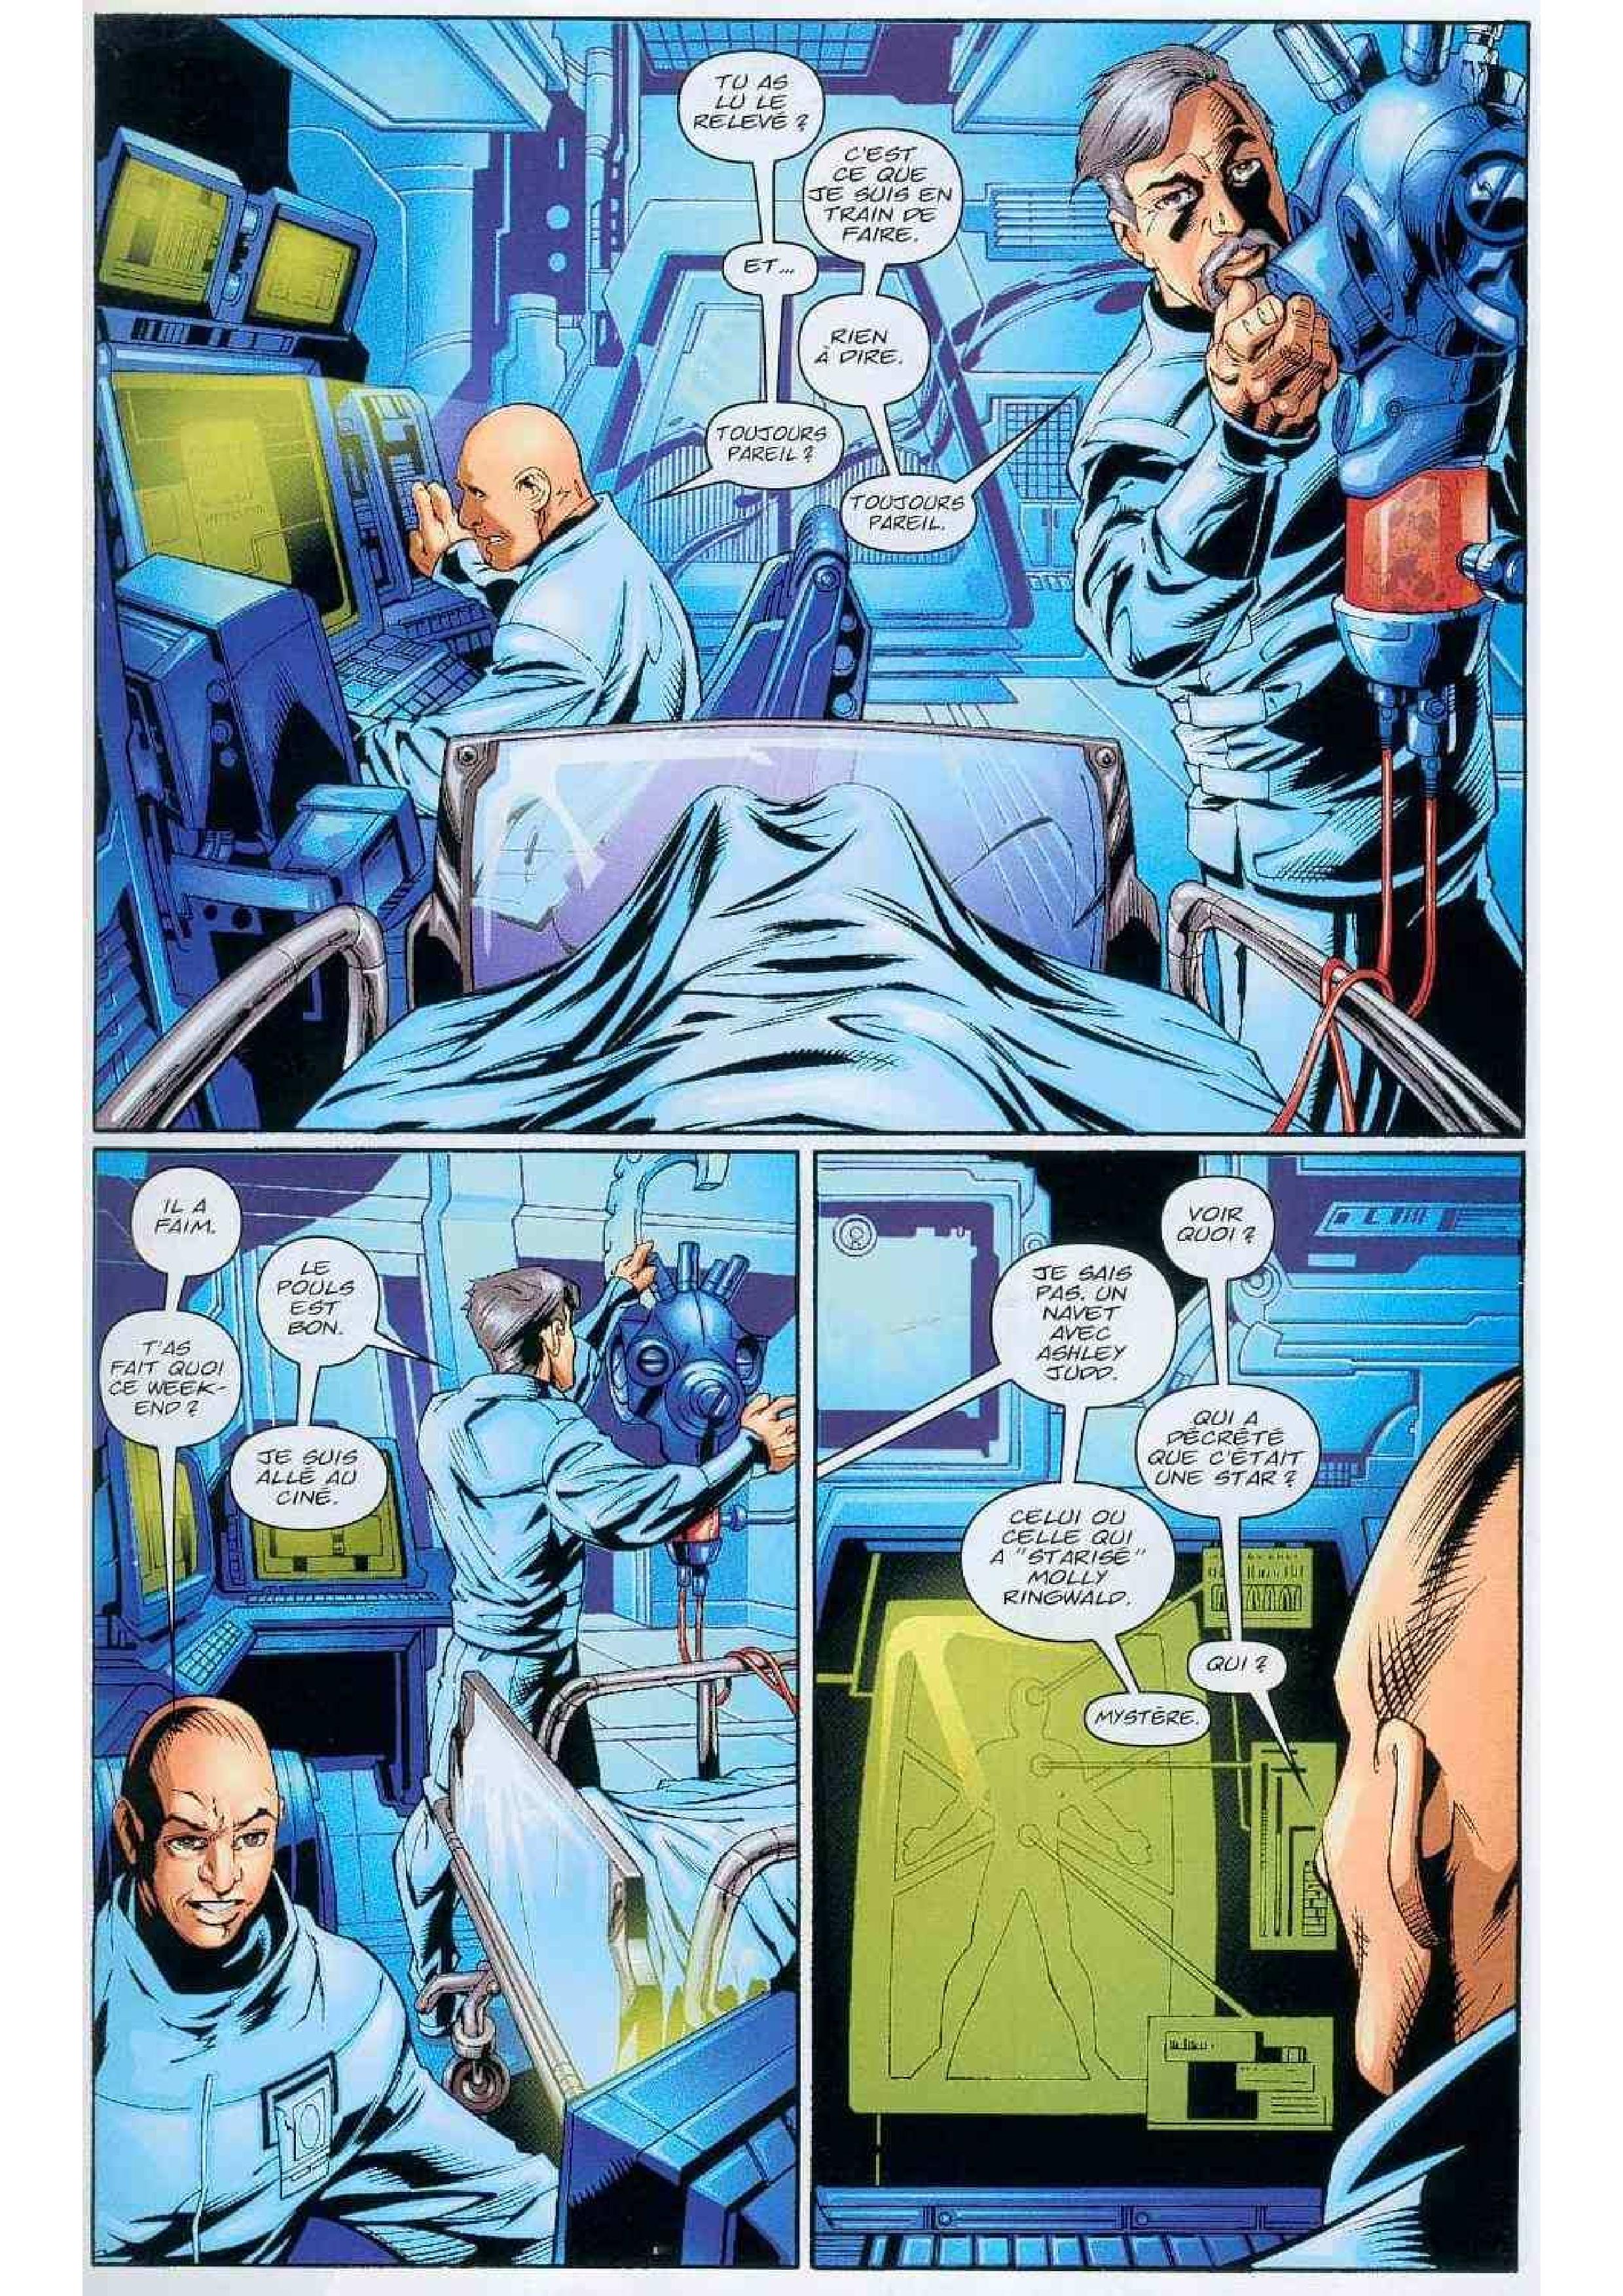 TU AS
LU LE
RELEVÉ ?
C'EST
CE QUE
JE SUIS EN
TRAIN DE
FAIRE.
ET...
RIEN
À DIRE.
TOUJOURS
PAREIL ?
TOUJOURS
PAREIL.
IL A
FAIM.
LE
POULS
EST
BON.
T'AS
FAIT QUOI
CE WEEK-
END ?
JE SUIS
ALLÉ AU
CINÉ.
VOIR
QUOI ?
JE SAIS
PAS. UN
NAVET
AVEC
ASHLEY
JUDD.
QUI A
DÉCRÉTÉ
QUE C'ÉTAIT
UNE STAR ?
CELUI OU
CELLE QUI
A "STARISÉ"
MOLLY
RINGWALD.
QUI ?
MYSTÈRE.